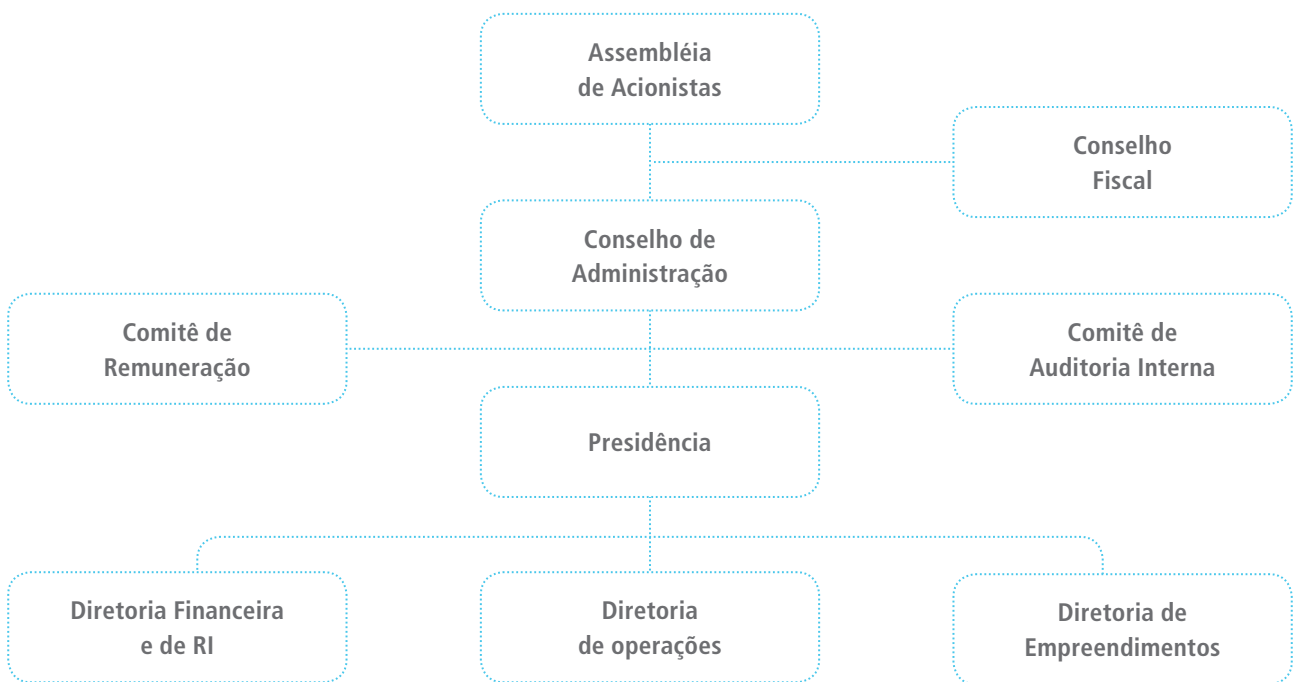 Assembléia
de Acionistas
Conselho
Fiscal
Conselho de
Administração
Comitê de
Remuneração
Comitê de
Auditoria Interna
Presidência
Diretoria Financeira
e de RI
Diretoria
de operações
Diretoria de
Empreendimentos